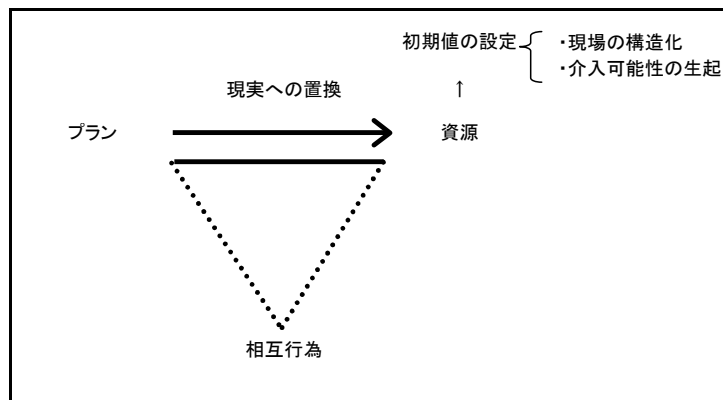 初期値の設定
・現場の構造化
・介入可能性の生起
現実への置換
↑
プラン
資源
相互行為